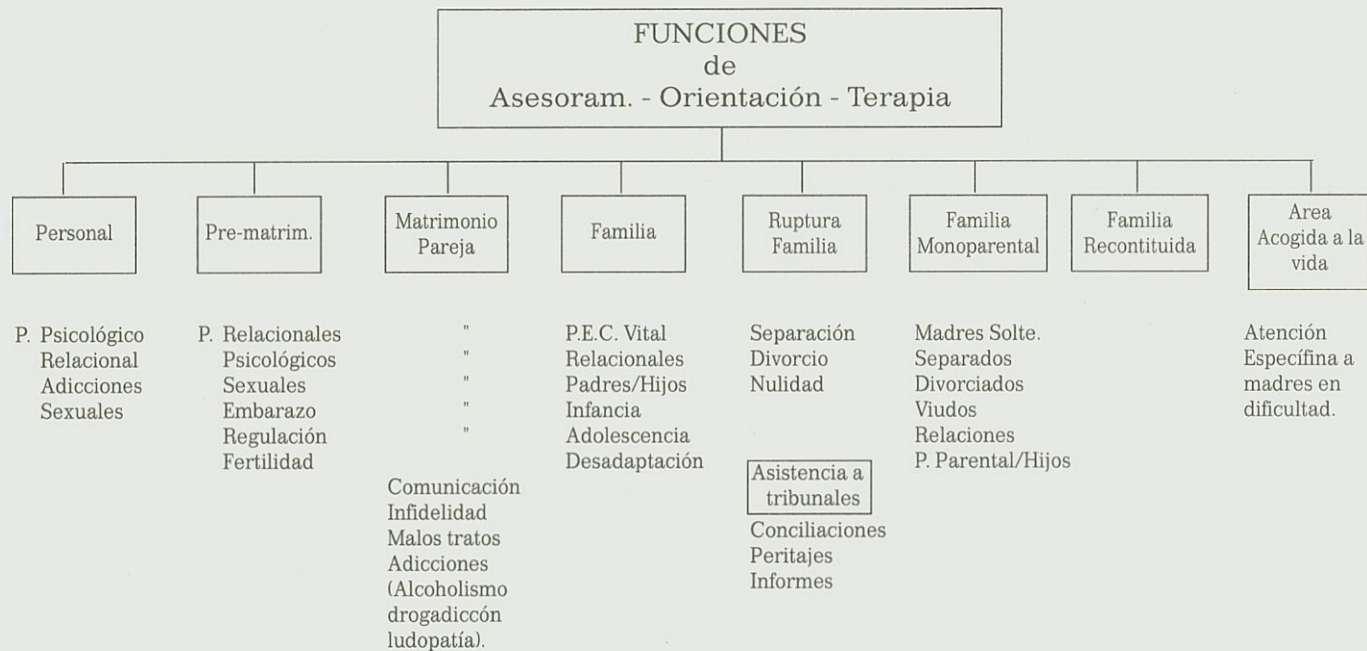 FUNCIONES
de
Asesoram. - Orientación - Terapia
Personal
P. Psicológico
Relacional
Adicciones
Sexuales
Pre-matrim.
P. Relacionales
Psicológicos
Sexuales
Embarazo
Regulación
Fertilidad
Matrimonio
Pareja
"
"
"
"
"
Comunicación
Infidelidad
Malos tratos
Adicciones
(Alcoholismo
drogadiccón
ludopatía).
Familia
P.E.C. Vital
Relacionales
Padres/Hijos
Infancia
Adolescencia
Desadaptación
Ruptura
Familia
Separación
Divorcio
Nulidad
Asistencia a
tribunales
Conciliaciones
Peritajes
Informes
Familia
Monoparental
Madres Solte.
Separados
Divorciados
Viudos
Relaciones
P. Parental/Hijos
Familia
Recontituida
Area
Acogida a la
vida
Atención
Específina a
madres en
dificultad.